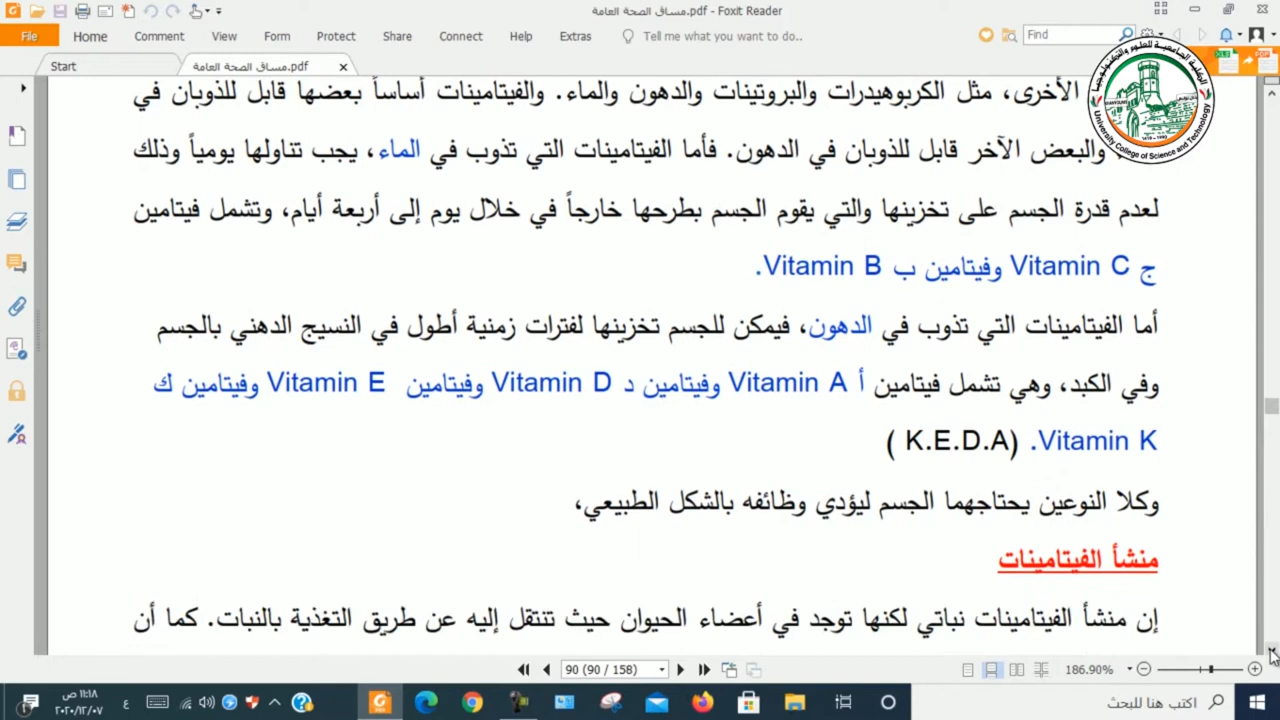 مساق الصحة العامة.pdf - Foxit Reader
File Home Comment View Form Protect Share Connect Help Extras Tell me what you want to do.. Find
Start مساق الصحة العامة.pdf
الأخرى، مثل الكربوهيدرات والبروتينات والدهون والماء. والفيتامينات أساساً بعضها قابل للذوبان في
والبعض الآخر قابل للذوبان في الدهون. فأما الفيتامينات التي تذوب في الماء، يجب تناولها يومياً وذلك
لعدم قدرة الجسم على تخزينها والتي يقوم الجسم بطرحها خارجاً في خلال يوم إلى أربعة أيام، وتشمل فيتامين
ج Vitamin C وفيتامين ب Vitamin B.
أما الفيتامينات التي تذوب في الدهون، فيمكن للجسم تخزينها لفترات زمنية أطول في النسيج الدهني بالجسم
وفي الكبد، وهي تشمل فيتامين أ Vitamin A وفيتامين د Vitamin D وفيتامين Vitamin E وفيتامين ك
Vitamin K. (K.E.D.A )
وكلا النوعين يحتاجهما الجسم ليؤدي وظائفه بالشكل الطبيعي،
منشأ الفيتامينات
إن منشأ الفيتامينات نباتي لكنها توجد في أعضاء الحيوان حيث تنتقل إليه عن طريق التغذية بالنبات. كما أن
University College of Science and Technology
90 (90 / 158) 186.90%
١١:١٨ ص
٢٠٢٠/١٢/٠٧
ع
اكتب هنا للبحث